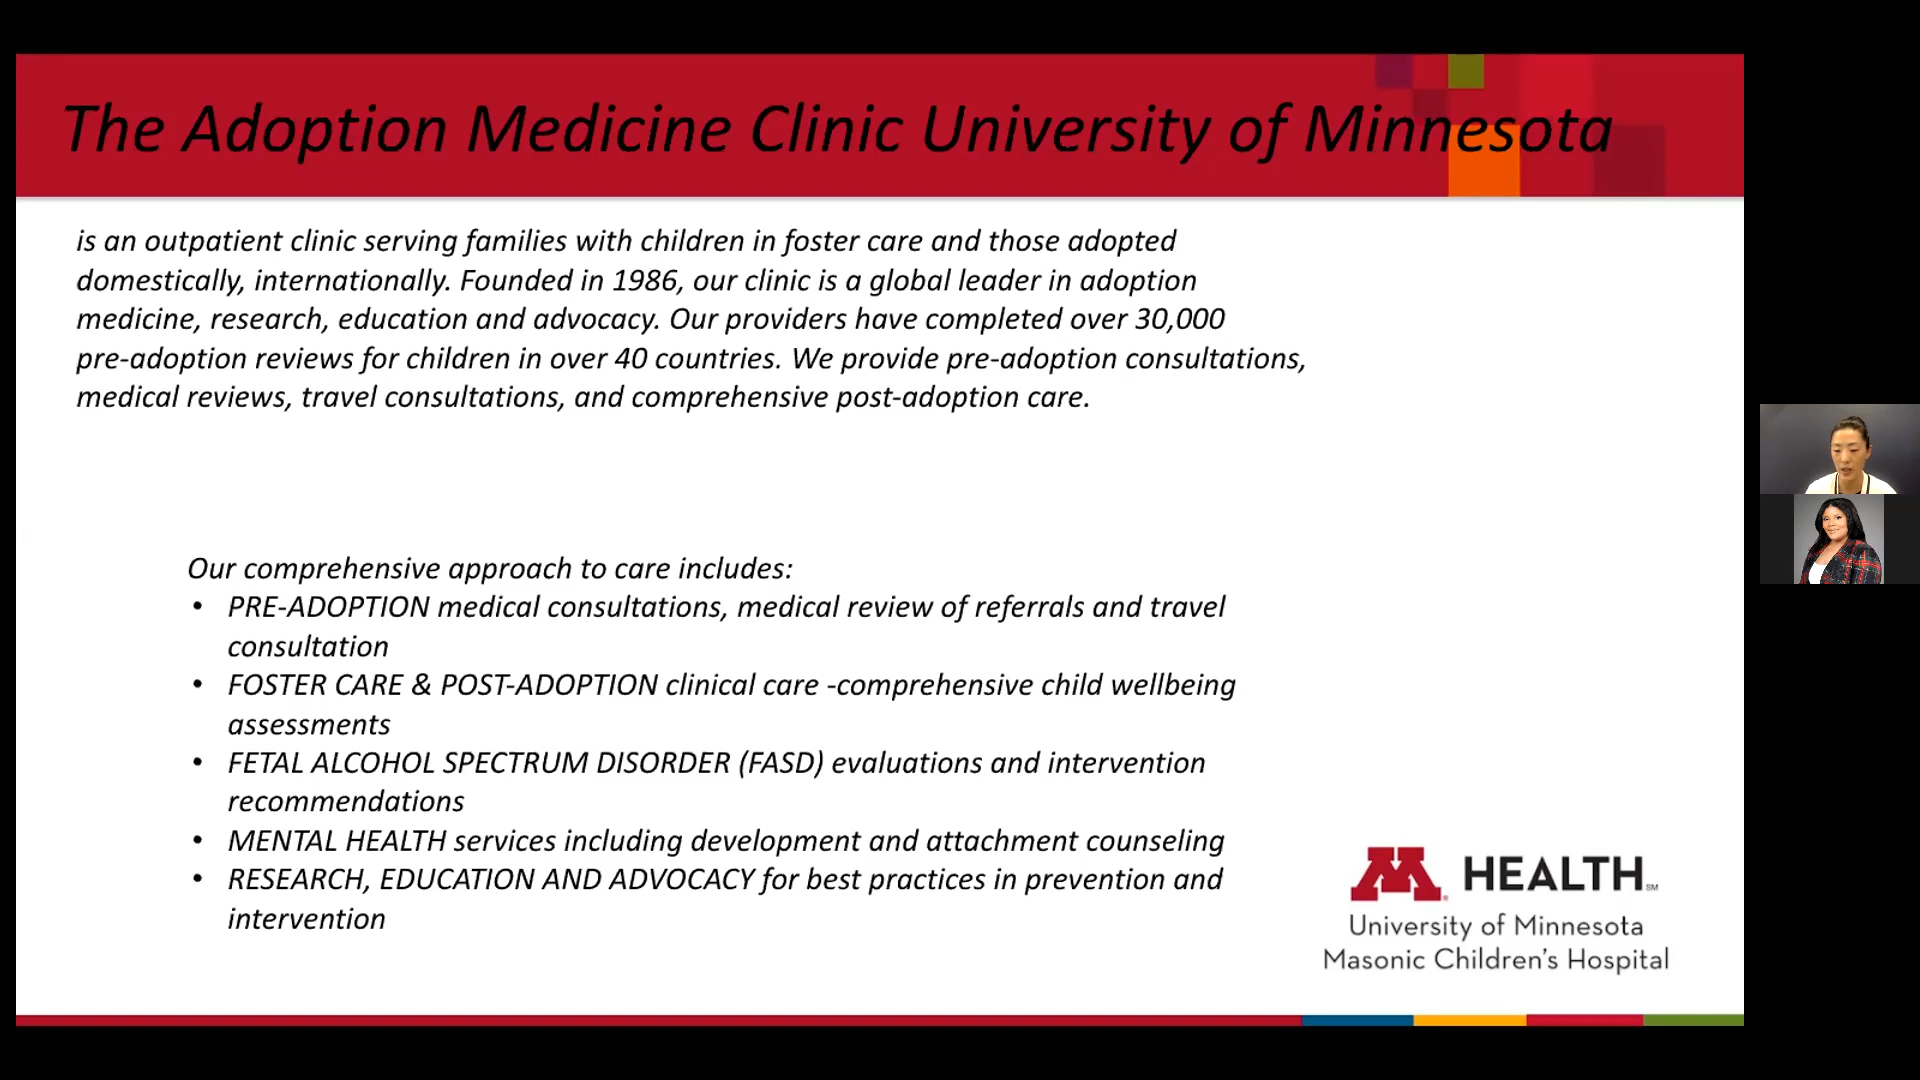 The Adoption Medicine Clinic University of Minnesota
is an outpatient clinic serving families with children in foster care and those adopted
domestically, internationally. Founded in 1986, our clinic is a global leader in adoption
medicine, research, education and advocacy. Our providers have completed over 30,000
pre-adoption reviews for children in over 40 countries. We provide pre-adoption consultations,
medical reviews, travel consultations, and comprehensive post-adoption care.
Our comprehensive approach to care includes:
• PRE-ADOPTION medical consultations, medical review of referrals and travel
consultation
• FOSTER CARE & POST-ADOPTION clinical care -comprehensive child wellbeing
assessments
• FETAL ALCOHOL SPECTRUM DISORDER (FASD) evaluations and intervention
recommendations
• MENTAL HEALTH services including development and attachment counseling
• RESEARCH, EDUCATION AND ADVOCACY for best practices in prevention and
intervention
M® HEALTH℠
University of Minnesota
Masonic Children's Hospital